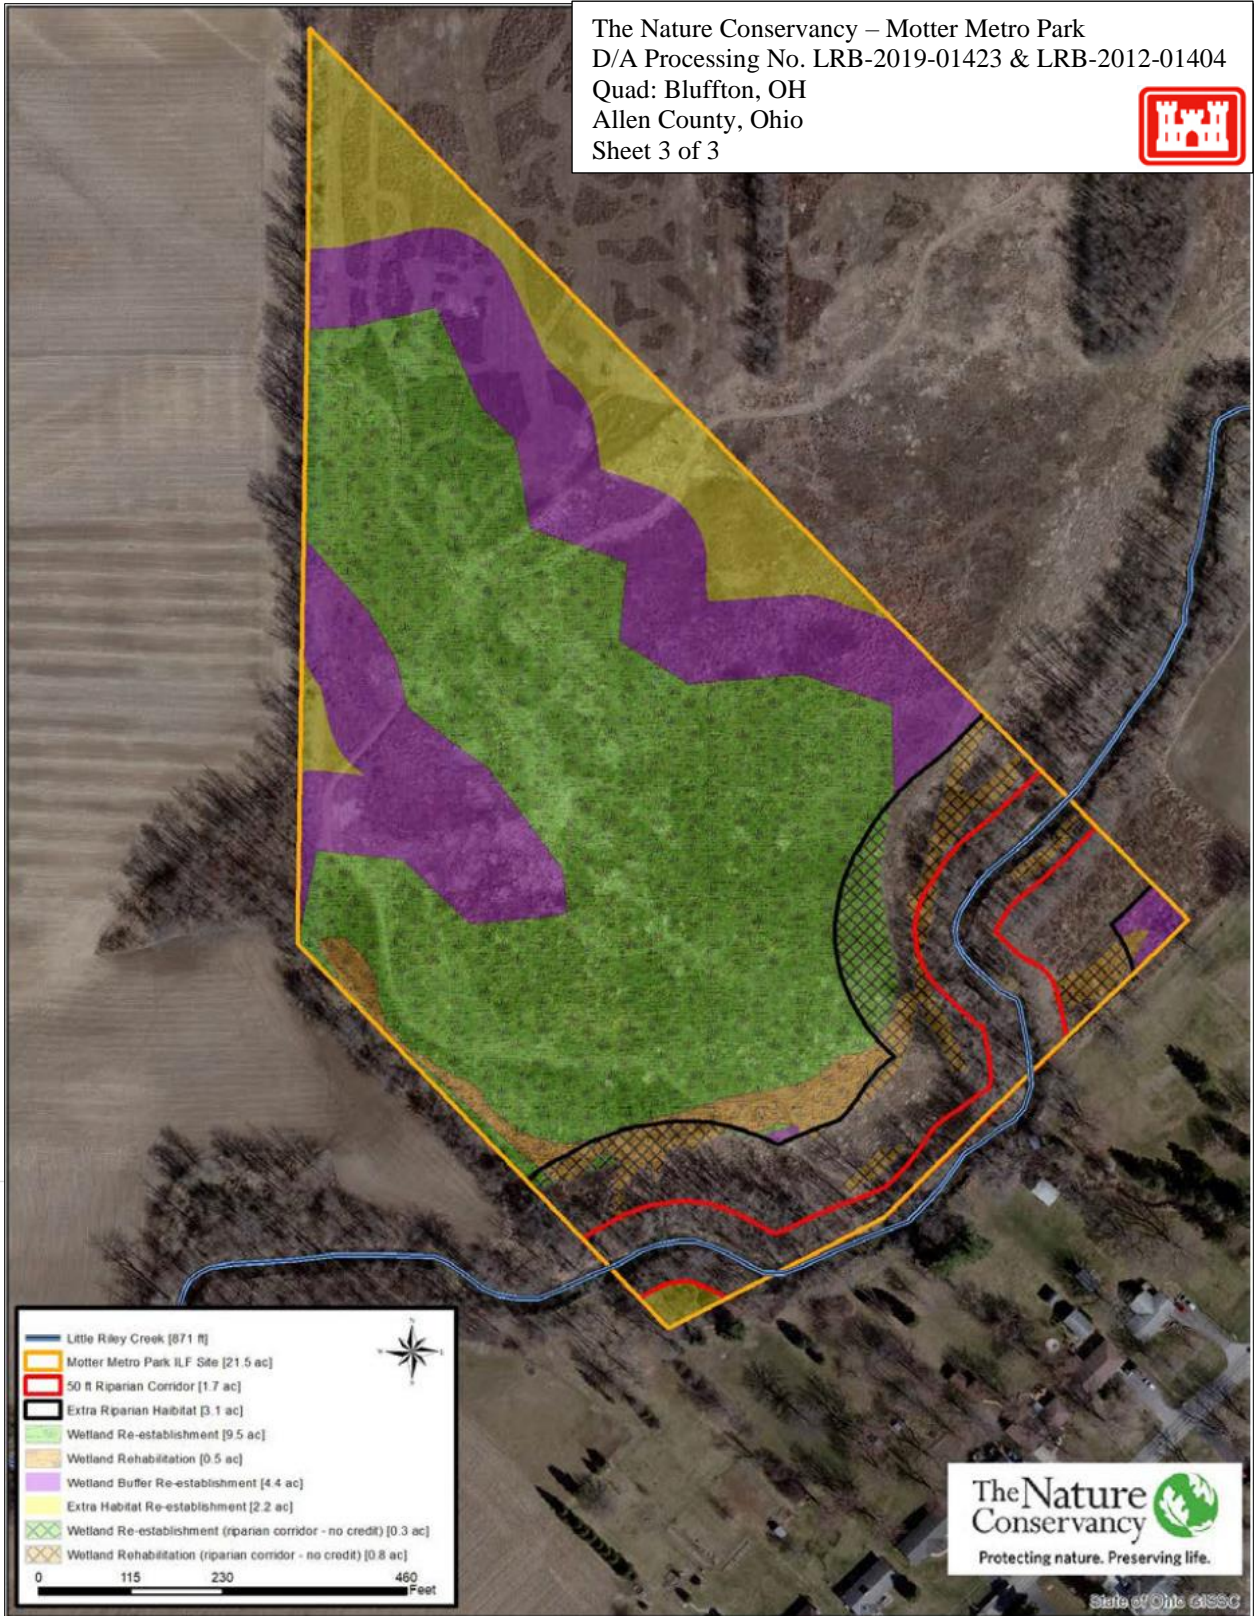 The Nature Conservancy – Motter Metro Park
D/A Processing No. LRB-2019-01423 & LRB-2012-01404
Quad: Bluffton, OH
Allen County, Ohio
Sheet 3 of 3
Little Riley Creek [871 ft]
Motter Metro Park ILF Site [21.5 ac]
50 ft Riparian Corridor [1.7 ac]
Extra Riparian Haibitat [3.1 ac]
Wetland Re-establishment [9.5 ac]
Wetland Rehabilitation [0.5 ac]
Wetland Buffer Re-establishment [4.4 ac]
Extra Habitat Re-establishment [2.2 ac]
Wetland Re-establishment (riparian corridor - no credit) [0.3 ac]
Wetland Rehabilitation (riparian corridor - no credit) [0.8 ac]
0 115 230 460
Feet
The Nature
Conservancy
Protecting nature. Preserving life.
State of Ohio GISSC